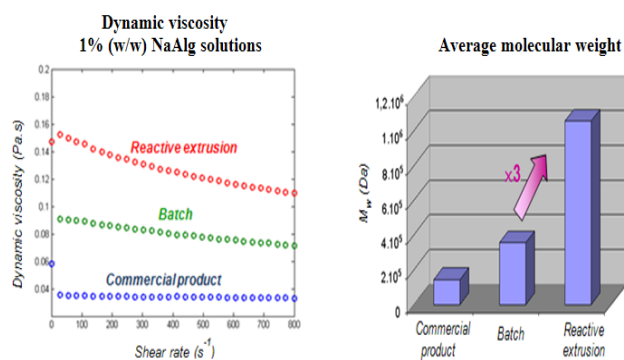 Dynamic viscosity
1% (w/w) NaAlg solutions
Dynamic viscosity (Pa.s)
0.2
0.18
0.16
0.14
0.12
0.1
0.08
0.06
0.04
Reactive extrusion
Batch
Commercial product
0 100 200 300 400 500 600 700 800
Shear rate (s⁻¹)
Average molecular weight
Mw (Da)
1,2.10⁶
1.10⁶
8.10⁵
6.10⁵
4.10⁵
2.10⁵
0
x3
Commercial
product
Batch
Reactive
extrusion